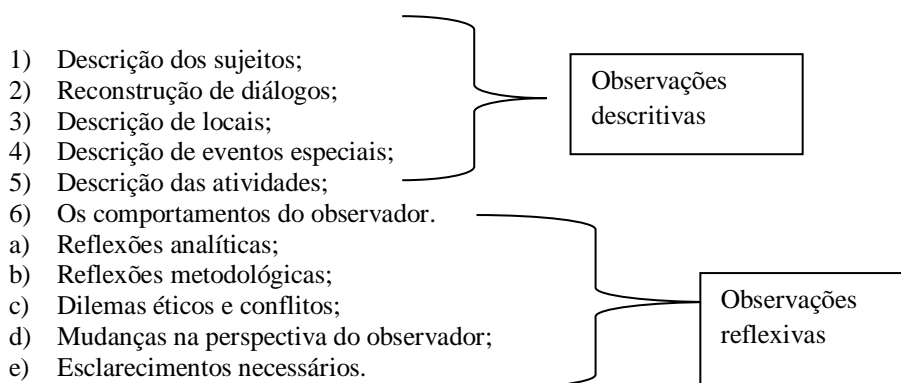 1) Descrição dos sujeitos;
2) Reconstrução de diálogos;
3) Descrição de locais;
4) Descrição de eventos especiais;
5) Descrição das atividades;
6) Os comportamentos do observador.
a) Reflexões analíticas;
b) Reflexões metodológicas;
c) Dilemas éticos e conflitos;
d) Mudanças na perspectiva do observador;
e) Esclarecimentos necessários.
Observações
descritivas
Observações
reflexivas